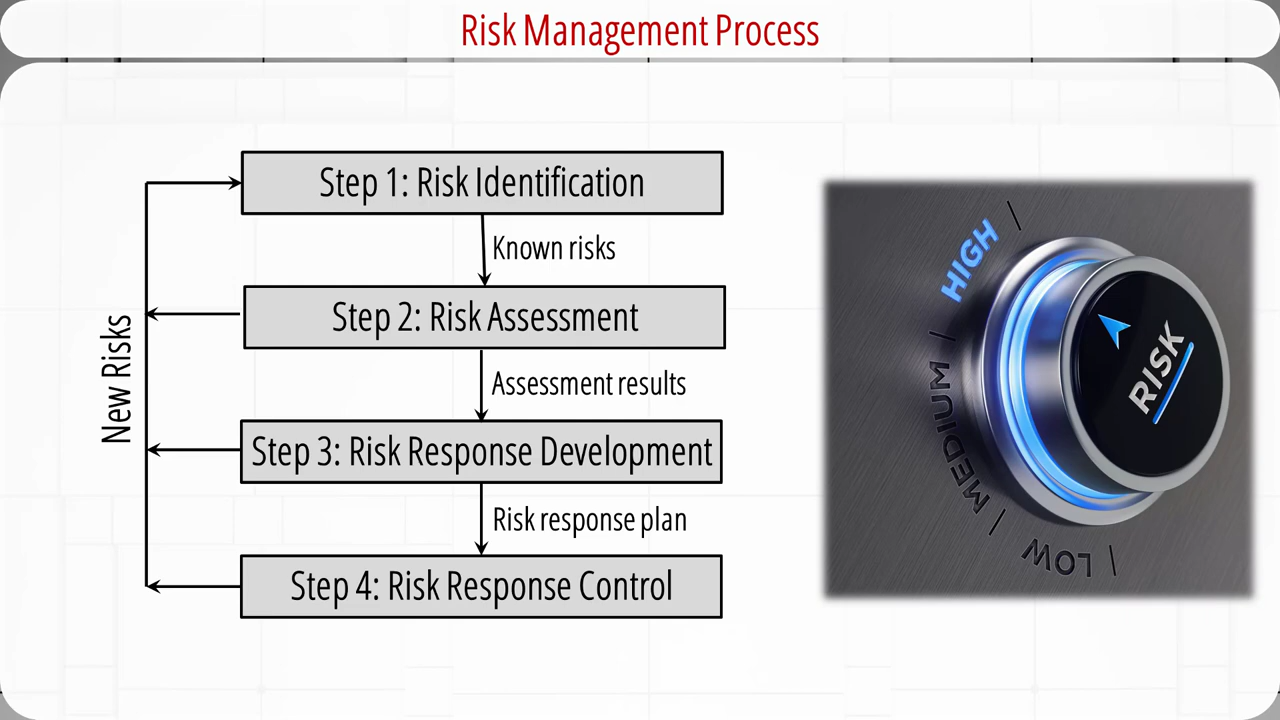 Risk Management Process
Step 1: Risk Identification
Known risks
Step 2: Risk Assessment
Assessment results
Step 3: Risk Response Development
Risk response plan
Step 4: Risk Response Control
New Risks
HIGH
MEDIUM
LOW
RISK